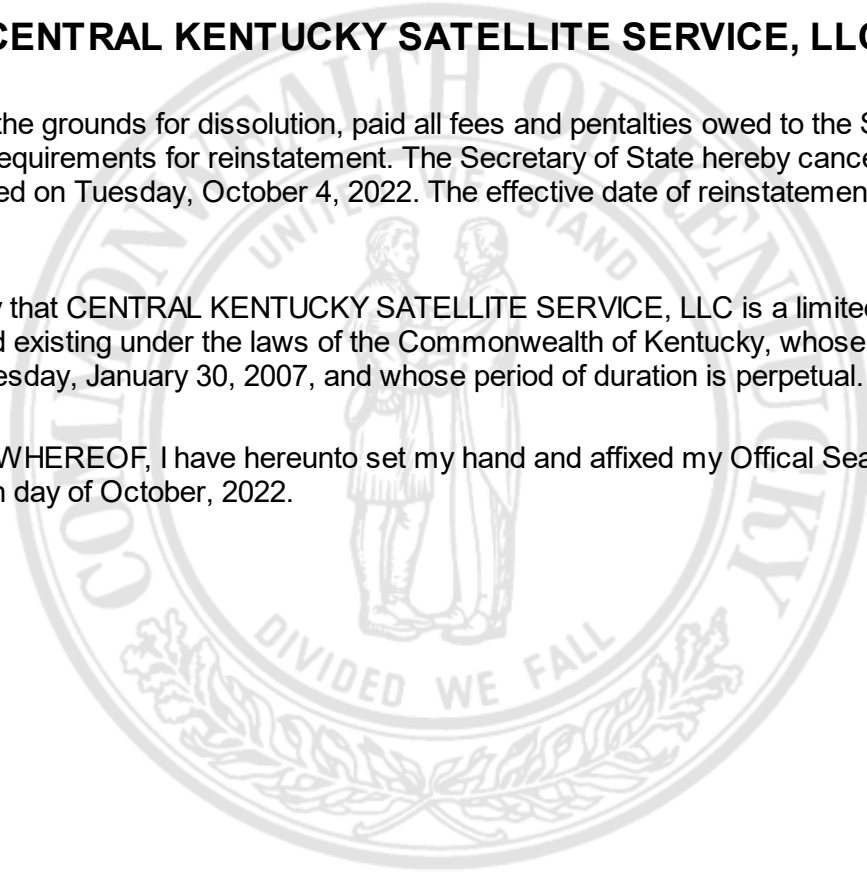 CENTRAL KENTUCKY SATELLITE SERVICE, LLC
the grounds for dissolution, paid all fees and pentalties owed to the
equirements for reinstatement. The Secretary of State hereby cance
ed on Tuesday, October 4, 2022. The effective date of reinstatemen
that CENTRAL KENTUCKY SATELLITE SERVICE, LLC is a limited
existing under the laws of the Commonwealth of Kentucky, whose
esday, January 30, 2007, and whose period of duration is perpetual.
WHEREOF, I have hereunto set my hand and affixed my Offical Sea
day of October, 2022.
COMMONWEALTH OF KENTUCKY
UNITED WE STAND
DIVIDED WE FALL